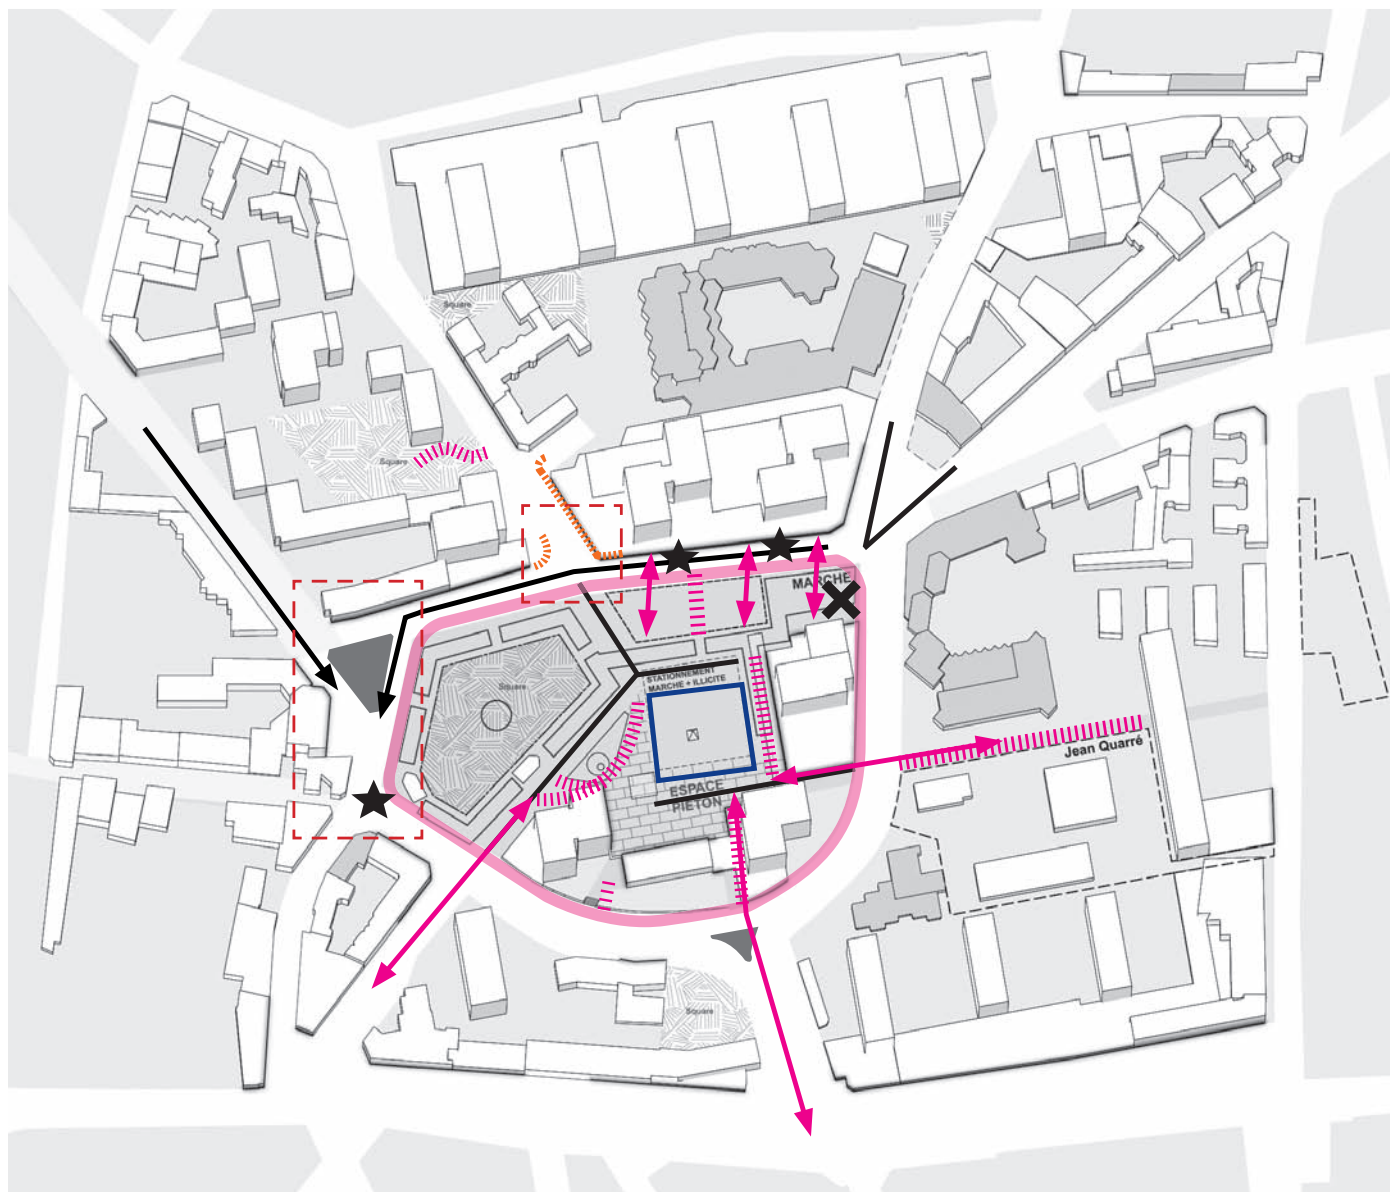 Square
Square
MARCHE
STATIONNEMENT
MARCHE + ILLICITE
Square
Jean Quarré
ESPACE
PIETON
Square